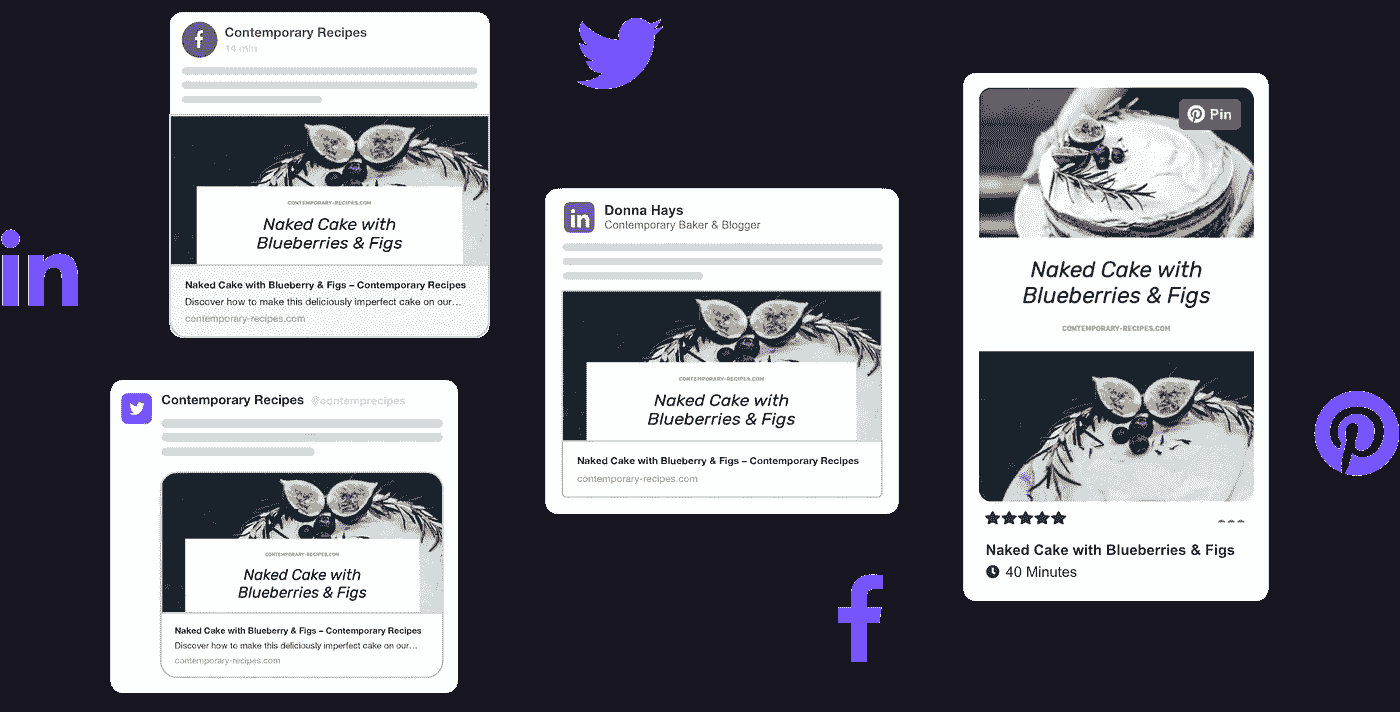 Contemporary Recipes
14 min
CONTEMPORARY-RECIPES.COM
Naked Cake with
Blueberries & Figs
Naked Cake with Blueberry & Figs – Contemporary Recipes
Discover how to make this deliciously imperfect cake on our…
contemporary-recipes.com
in
Contemporary Recipes @contemprecipes
CONTEMPORARY-RECIPES.COM
Naked Cake with
Blueberries & Figs
Naked Cake with Blueberry & Figs – Contemporary Recipes
Discover how to make this deliciously imperfect cake on our…
contemporary-recipes.com
in
Donna Hays
Contemporary Baker & Blogger
CONTEMPORARY-RECIPES.COM
Naked Cake with
Blueberries & Figs
Naked Cake with Blueberry & Figs – Contemporary Recipes
contemporary-recipes.com
Pin
Naked Cake with
Blueberries & Figs
CONTEMPORARY-RECIPES.COM
Naked Cake with Blueberries & Figs
40 Minutes